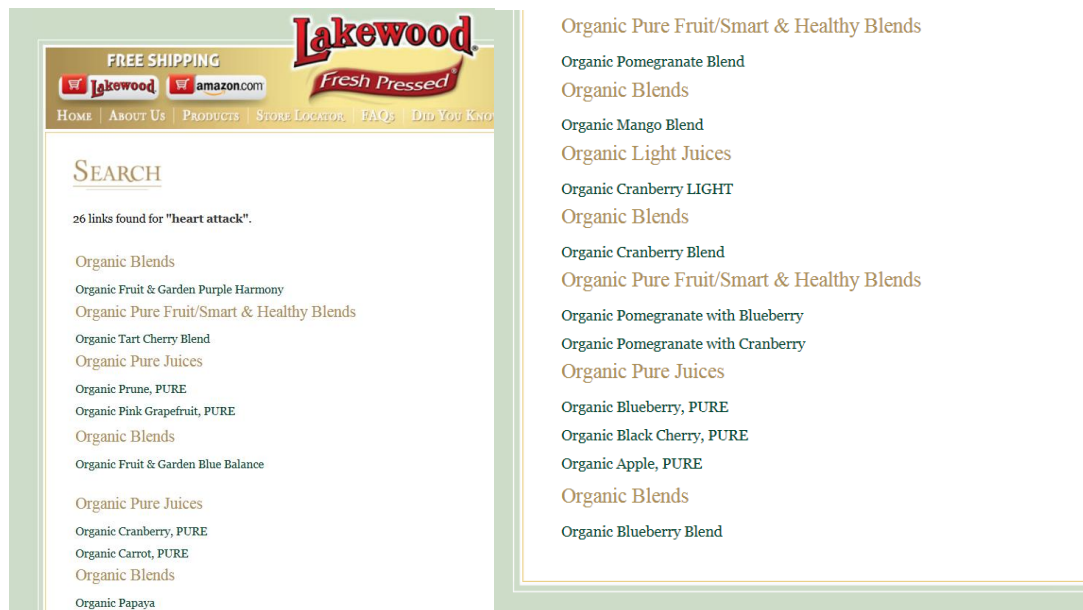 Lakewood
Fresh Pressed
FREE SHIPPING
Lakewood
amazon.com
HOME | ABOUT US | PRODUCTS | STORE LOCATOR | FAQS | DID YOU KNO
SEARCH
26 links found for "heart attack".
Organic Blends
Organic Fruit & Garden Purple Harmony
Organic Pure Fruit/Smart & Healthy Blends
Organic Tart Cherry Blend
Organic Pure Juices
Organic Prune, PURE
Organic Pink Grapefruit, PURE
Organic Blends
Organic Fruit & Garden Blue Balance
Organic Pure Juices
Organic Cranberry, PURE
Organic Carrot, PURE
Organic Blends
Organic Papaya
Organic Pure Fruit/Smart & Healthy Blends
Organic Pomegranate Blend
Organic Blends
Organic Mango Blend
Organic Light Juices
Organic Cranberry LIGHT
Organic Blends
Organic Cranberry Blend
Organic Pure Fruit/Smart & Healthy Blends
Organic Pomegranate with Blueberry
Organic Pomegranate with Cranberry
Organic Pure Juices
Organic Blueberry, PURE
Organic Black Cherry, PURE
Organic Apple, PURE
Organic Blends
Organic Blueberry Blend